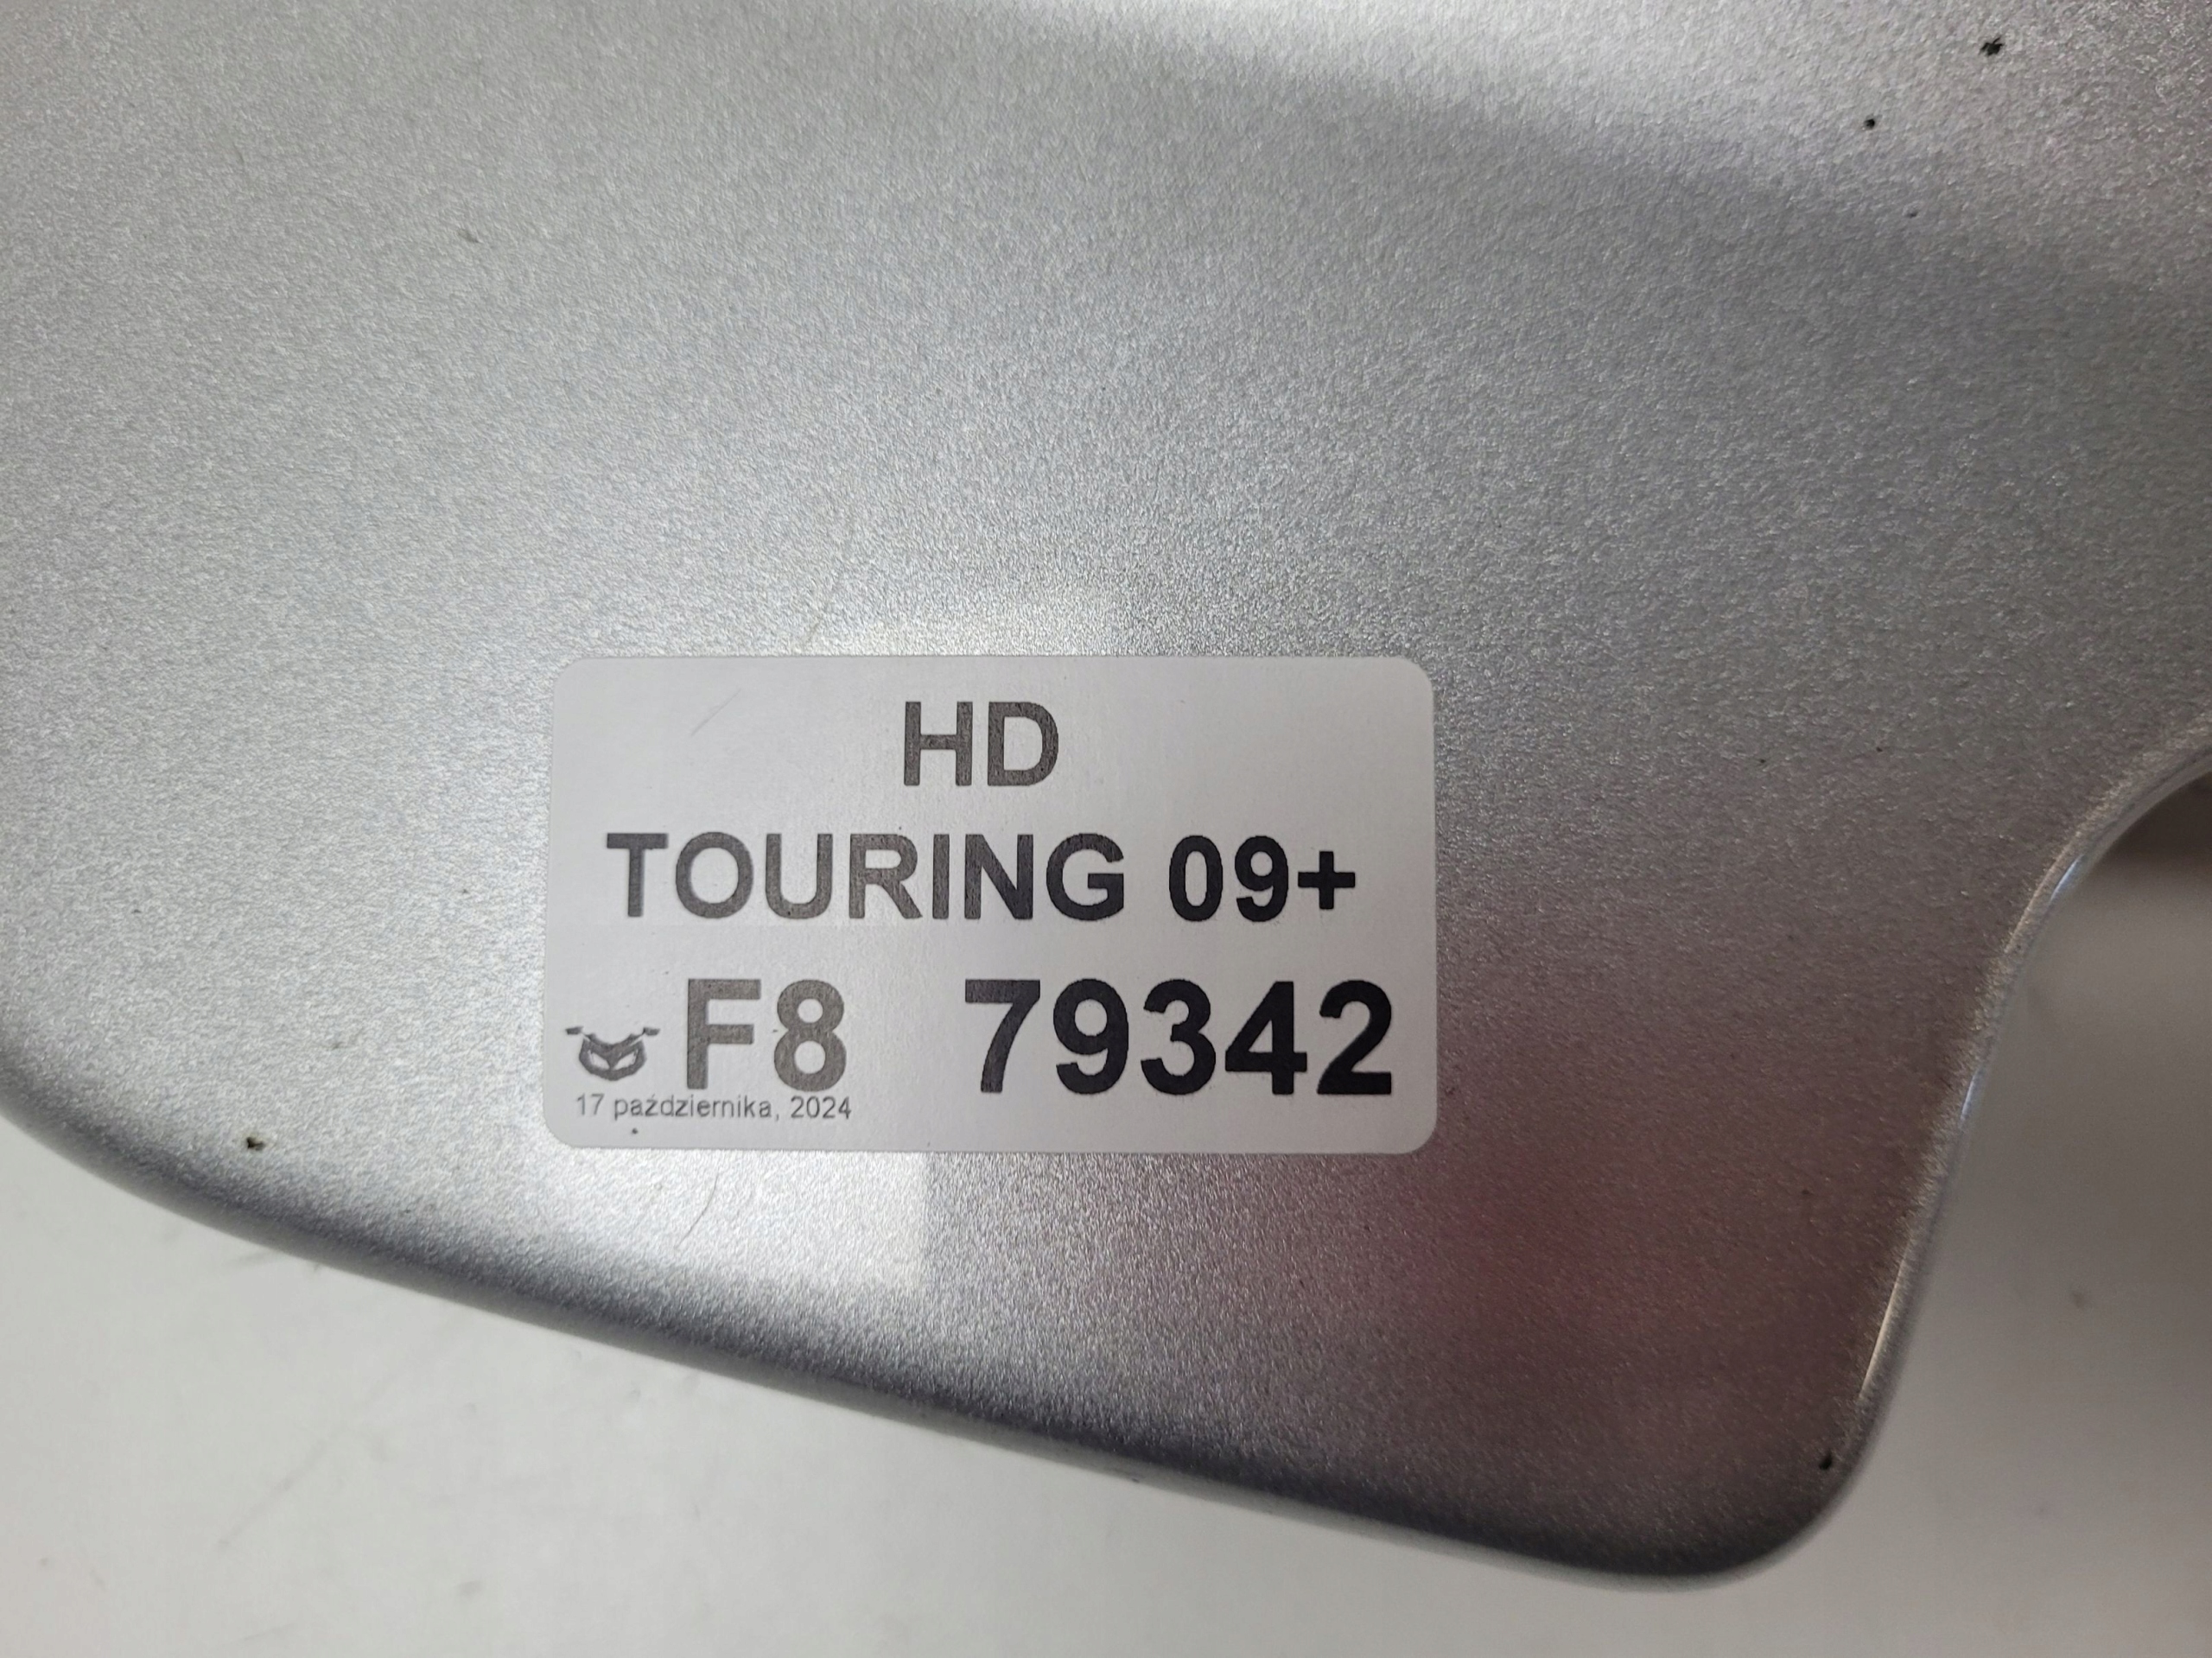 HD
TOURING 09+
F8 79342
17 października, 2024